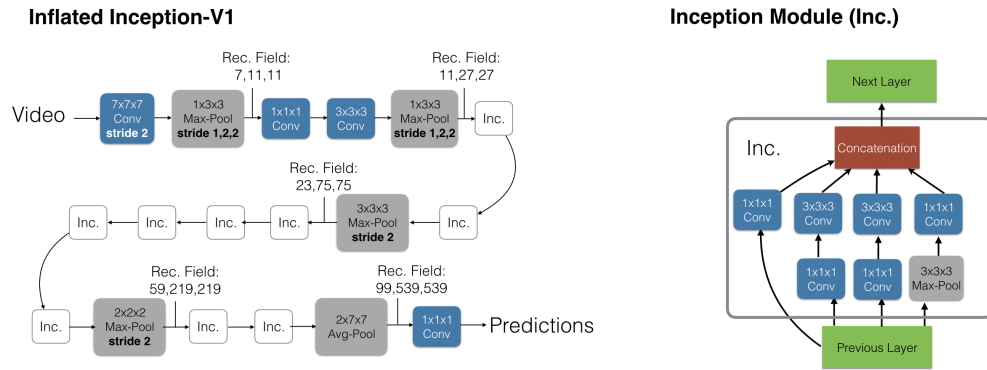 Inflated Inception-V1
Rec. Field:
7,11,11
Rec. Field:
11,27,27
Video
7x7x7
Conv
stride 2
1x3x3
Max-Pool
stride 1,2,2
1x1x1
Conv
3x3x3
Conv
1x3x3
Max-Pool
stride 1,2,2
Inc.
Rec. Field:
23,75,75
Inc.
Inc.
Inc.
Inc.
3x3x3
Max-Pool
stride 2
Inc.
Rec. Field:
59,219,219
Rec. Field:
99,539,539
Inc.
2x2x2
Max-Pool
stride 2
Inc.
Inc.
2x7x7
Avg-Pool
1x1x1
Conv
Predictions
Inception Module (Inc.)
Next Layer
Inc.
Concatenation
1x1x1
Conv
3x3x3
Conv
3x3x3
Conv
1x1x1
Conv
1x1x1
Conv
1x1x1
Conv
3x3x3
Max-Pool
Previous Layer